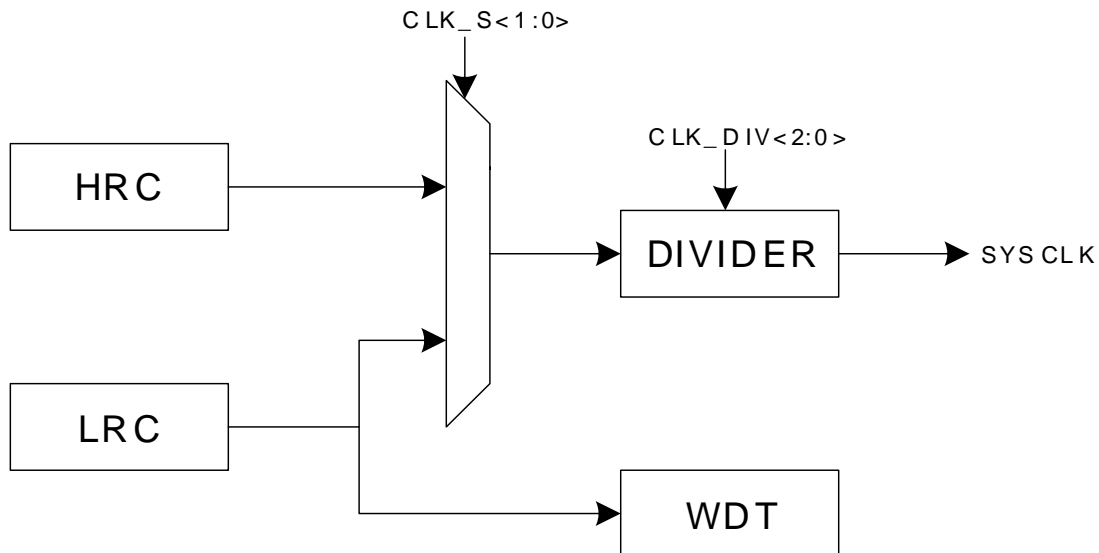 CLK_S<1:0>
CLK_DIV<2:0>
HRC
DIVIDER
SYSCLK
LRC
WDT